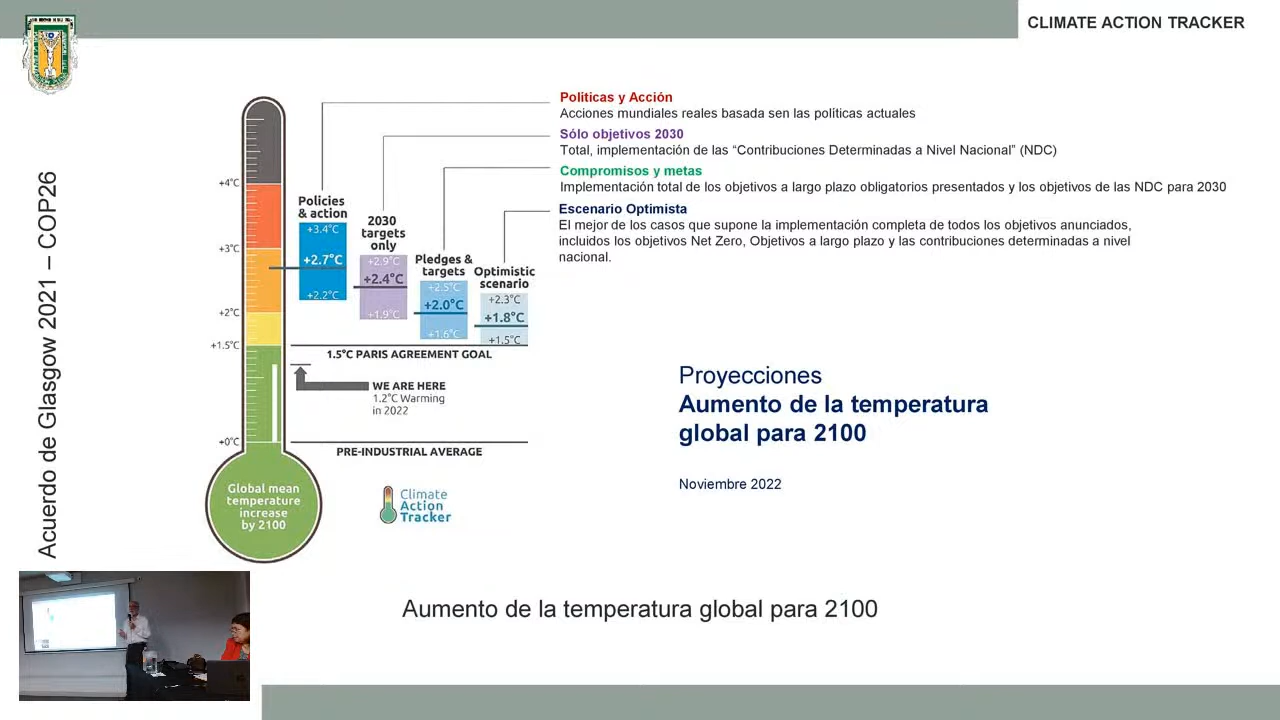 CLIMATE ACTION TRACKER
Acuerdo de Glasgow 2021 – COP26
Politicas y Acción
Acciones mundiales reales basada sen las políticas actuales
Sólo objetivos 2030
Total, implementación de las “Contribuciones Determinadas a Nivel Nacional” (NDC)
Compromisos y metas
Implementación total de los objetivos a largo plazo obligatorios presentados y los objetivos de las NDC para 2030
Escenario Optimista
El mejor de los casos que supone la implementación completa de todos los objetivos anunciados,
incluidos los objetivos Net Zero, Objetivos a largo plazo y las contribuciones determinadas a nivel
nacional.
+4°C
+3°C
+2°C
+1.5°C
+0°C
Policies
& action
+3.4°C
+2.7°C
+2.2°C
2030
targets
only
+2.9°C
+2.4°C
+1.9°C
Pledges &
targets
+2.5°C
+2.0°C
+1.6°C
Optimistic
scenario
+2.3°C
+1.8°C
+1.5°C
1.5°C PARIS AGREEMENT GOAL
WE ARE HERE
1.2°C Warming
in 2022
PRE-INDUSTRIAL AVERAGE
Global mean
temperature
increase
by 2100
Climate
Action
Tracker
Proyecciones
Aumento de la temperatura
global para 2100
Noviembre 2022
Aumento de la temperatura global para 2100